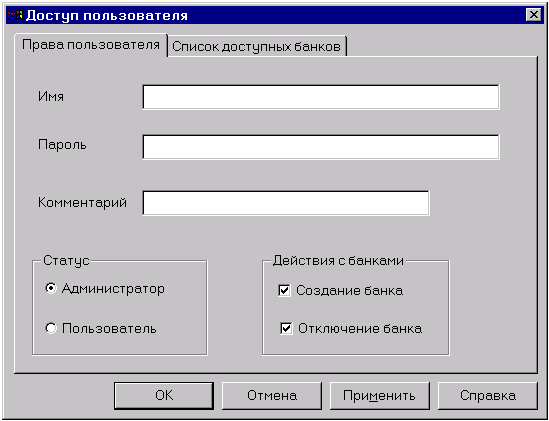 Доступ пользователя
Права пользователя Список доступных банков
Имя
Пароль
Комментарий
Статус
Администратор
Пользователь
Действия с банками
Создание банка
Отключение банка
OK Отмена Применить Справка